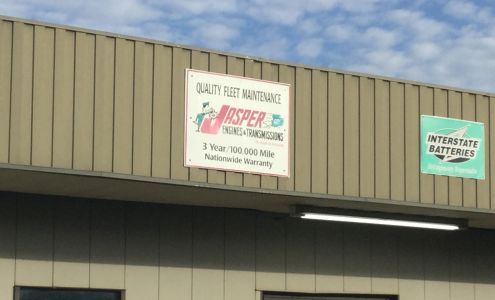 QUALITY FLEET MAINTENANCE
JASPER
ENGINES & TRANSMISSIONS
3 Year/100,000 Mile
Nationwide Warranty
INTERSTATE
BATTERIES